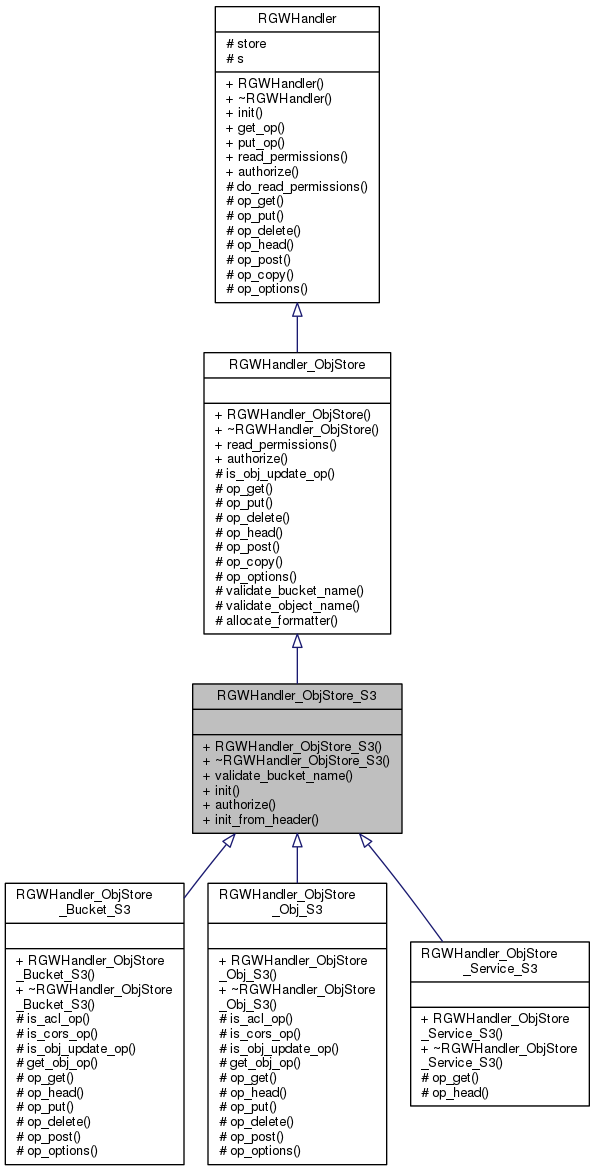 RGWHandler
# store
# s
+ RGWHandler()
+ ~RGWHandler()
+ init()
+ get_op()
+ put_op()
+ read_permissions()
+ authorize()
# do_read_permissions()
# op_get()
# op_put()
# op_delete()
# op_head()
# op_post()
# op_copy()
# op_options()
RGWHandler_ObjStore
+ RGWHandler_ObjStore()
+ ~RGWHandler_ObjStore()
+ read_permissions()
+ authorize()
# is_obj_update_op()
# op_get()
# op_put()
# op_delete()
# op_head()
# op_post()
# op_copy()
# op_options()
# validate_bucket_name()
# validate_object_name()
# allocate_formatter()
RGWHandler_ObjStore_S3
+ RGWHandler_ObjStore_S3()
+ ~RGWHandler_ObjStore_S3()
+ validate_bucket_name()
+ init()
+ authorize()
+ init_from_header()
RGWHandler_ObjStore
_Bucket_S3
+ RGWHandler_ObjStore
_Bucket_S3()
+ ~RGWHandler_ObjStore
_Bucket_S3()
# is_acl_op()
# is_cors_op()
# is_obj_update_op()
# get_obj_op()
# op_get()
# op_head()
# op_put()
# op_delete()
# op_post()
# op_options()
RGWHandler_ObjStore
_Obj_S3
+ RGWHandler_ObjStore
_Obj_S3()
+ ~RGWHandler_ObjStore
_Obj_S3()
# is_acl_op()
# is_cors_op()
# is_obj_update_op()
# get_obj_op()
# op_get()
# op_head()
# op_put()
# op_delete()
# op_post()
# op_options()
RGWHandler_ObjStore
_Service_S3
+ RGWHandler_ObjStore
_Service_S3()
+ ~RGWHandler_ObjStore
_Service_S3()
# op_get()
# op_head()